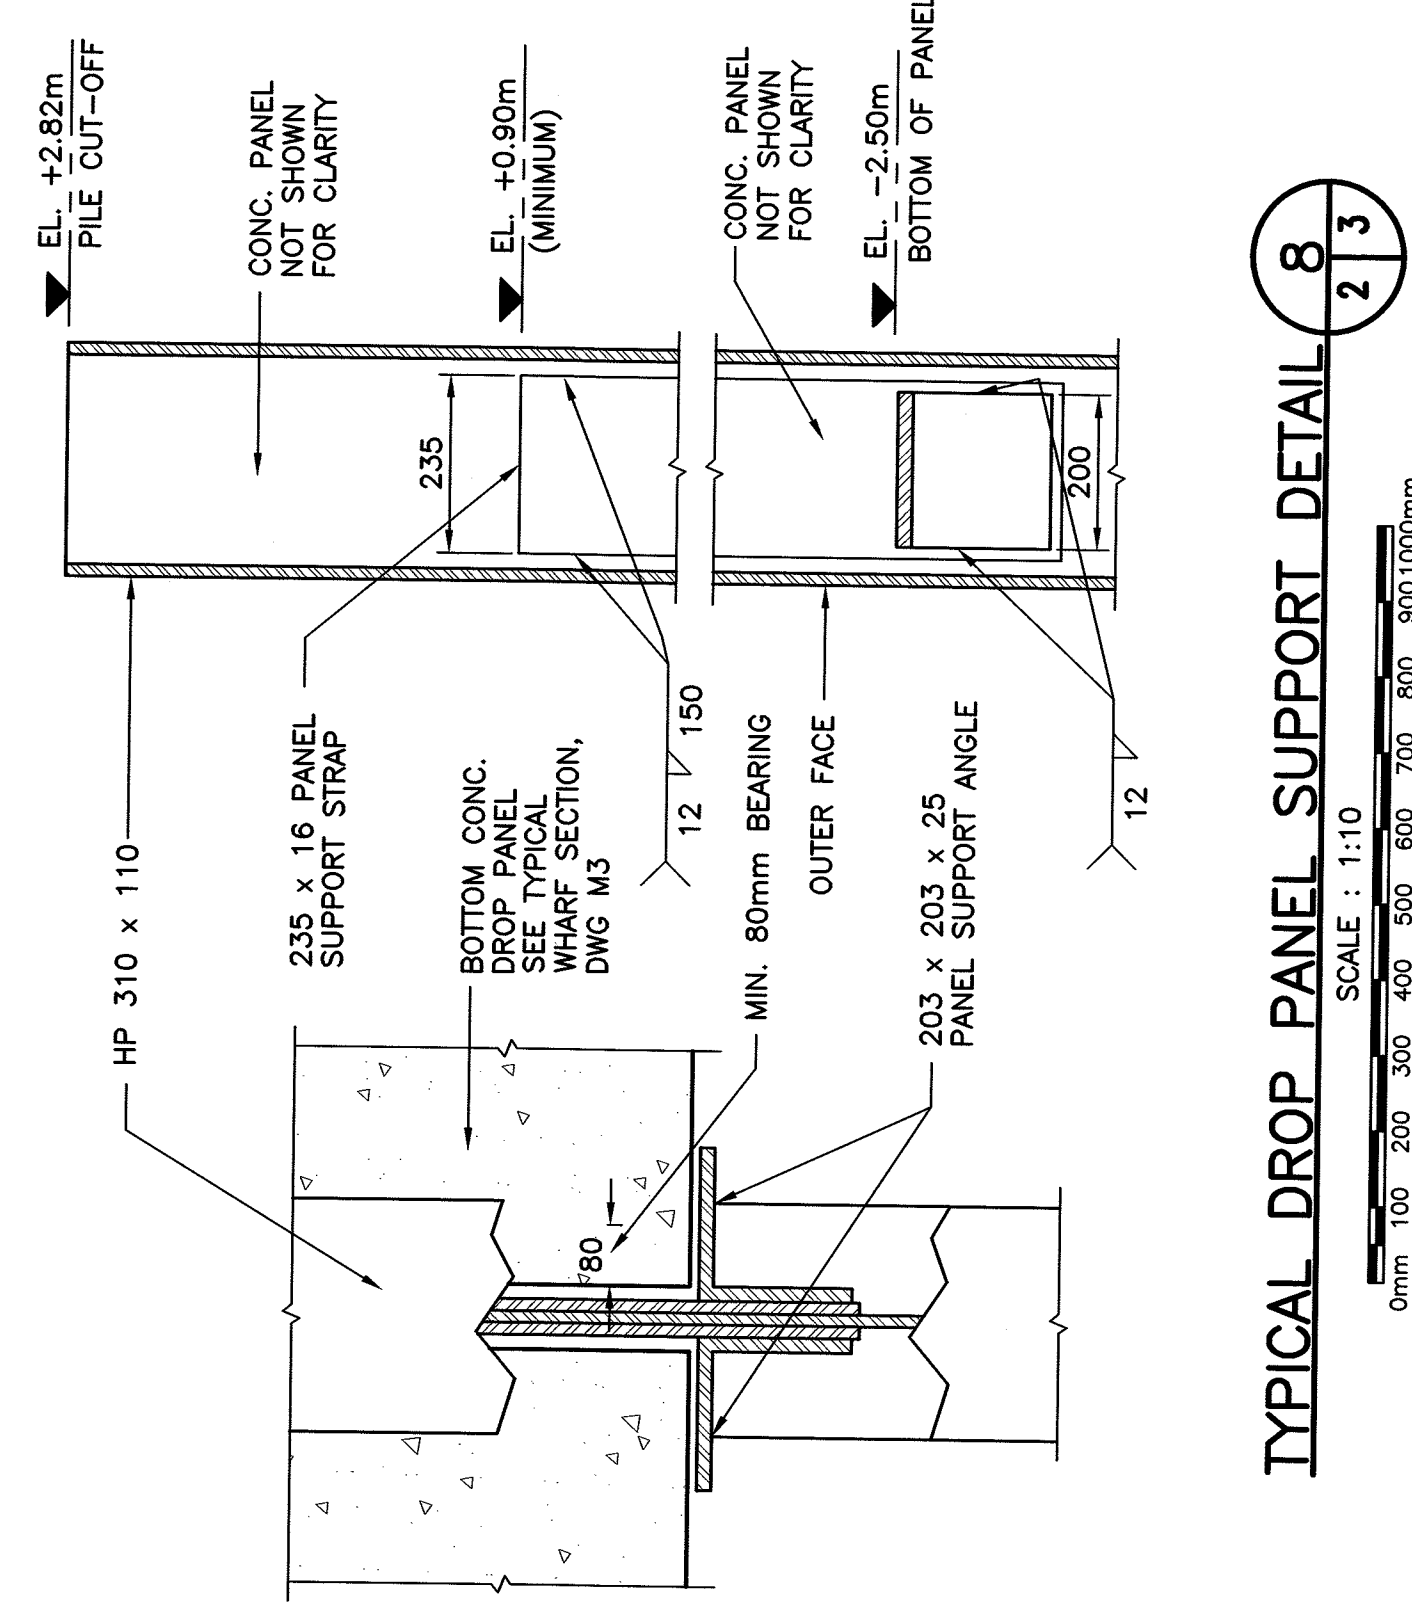 EL. +2.82m
PILE CUT-OFF
CONC. PANEL
NOT SHOWN
FOR CLARITY
EL. +0.90m
(MINIMUM)
CONC. PANEL
NOT SHOWN
FOR CLARITY
EL. -2.50m
BOTTOM OF PANEL
235
200
HP 310 x 110
235 x 16 PANEL
SUPPORT STRAP
BOTTOM CONC.
DROP PANEL
SEE TYPICAL
WHARF SECTION,
DWG M3
12 150
MIN. 80mm BEARING
OUTER FACE
203 x 203 x 25
PANEL SUPPORT ANGLE
12
80
TYPICAL DROP PANEL SUPPORT DETAIL
8
2 3
SCALE : 1:10
0mm 100 200 300 400 500 600 700 800 900 1000mm